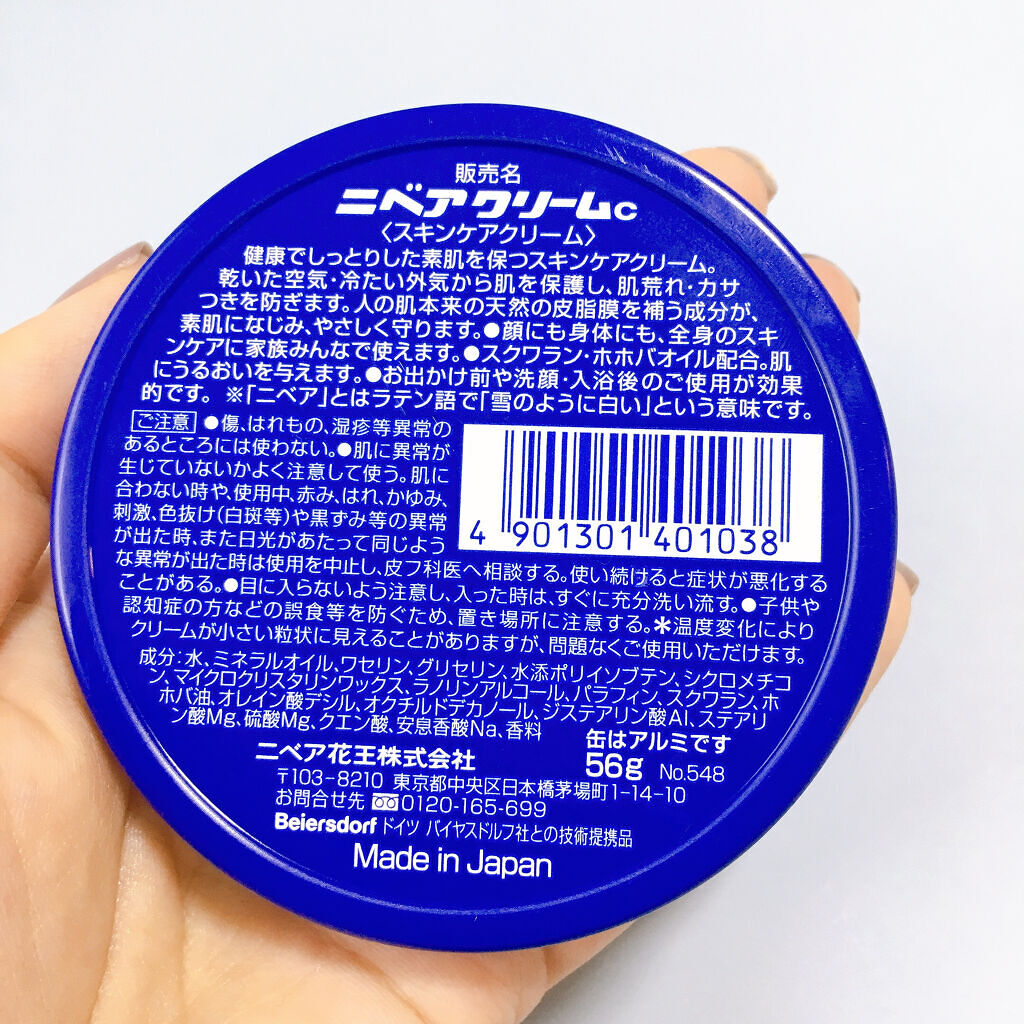 販売名
ニベアクリームc
〈スキンケアクリーム〉
健康でしっとりした素肌を保つスキンケアクリーム。
乾いた空気・冷たい外気から肌を保護し、肌荒れ・カサ
つきを防ぎます。人の肌本来の天然の皮脂膜を補う成分が、
素肌になじみ、やさしく守ります。●顔にも身体にも、全身のスキ
ンケアに家族みんなで使えます。●スクワラン・ホホバオイル配合。肌
にうるおいを与えます。●お出かけ前や洗顔・入浴後のご使用が効果
的です。 ※「ニベア」とはラテン語で「雪のように白い」という意味です。
ご注意 ●傷、はれもの、湿疹等異常の
あるところには使わない。●肌に異常が
生じていないかよく注意して使う。肌に
合わない時や、使用中、赤み、はれ、かゆみ、
刺激、色抜け(白斑等)や黒ずみ等の異常
が出た時、また日光があたって同じよう
な異常が出た時は使用を中止し、皮フ科医へ相談する。使い続けると症状が悪化する
ことがある。●目に入らないよう注意し、入った時は、すぐに充分洗い流す。●子供や
認知症の方などの誤食等を防ぐため、置き場所に注意する。＊温度変化により
クリームが小さい粒状に見えることがありますが、問題なくご使用いただけます。
4 901301 401038
成分：水、ミネラルオイル、ワセリン、グリセリン、水添ポリイソブテン、シクロメチコ
ン、マイクロクリスタリンワックス、ラノリンアルコール、パラフィン、スクワラン、ホ
ホバ油、オレイン酸デシル、オクチルドデカノール、ジステアリン酸Al、ステアリ
ン酸Mg、硫酸Mg、クエン酸、安息香酸Na、香料
缶はアルミです
ニベア花王株式会社
56g No.548
〒103-8210 東京都中央区日本橋茅場町1-14-10
お問合せ先 0120-165-699
Beiersdorf ドイツ バイヤスドルフ社との技術提携品
Made in Japan